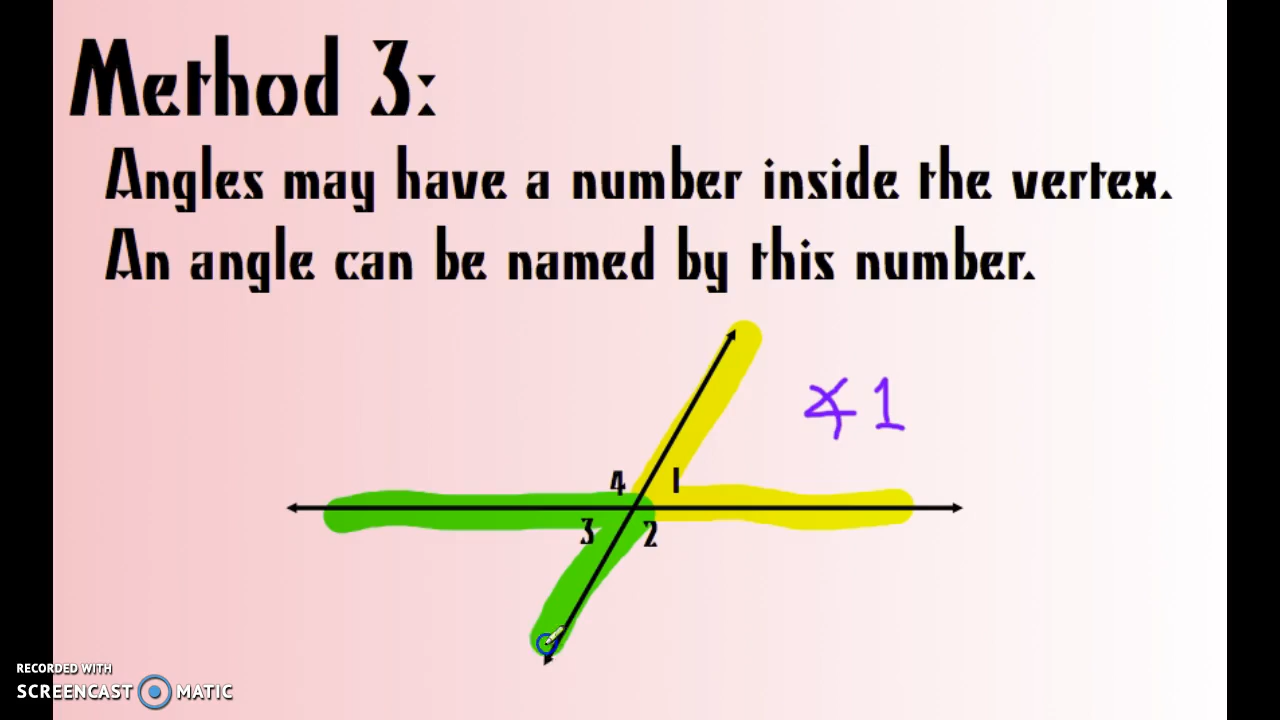 Method 3:
Angles may have a number inside the vertex.
An angle can be named by this number.
∡1
4 1
3 2
RECORDED WITH
SCREENCAST MATIC